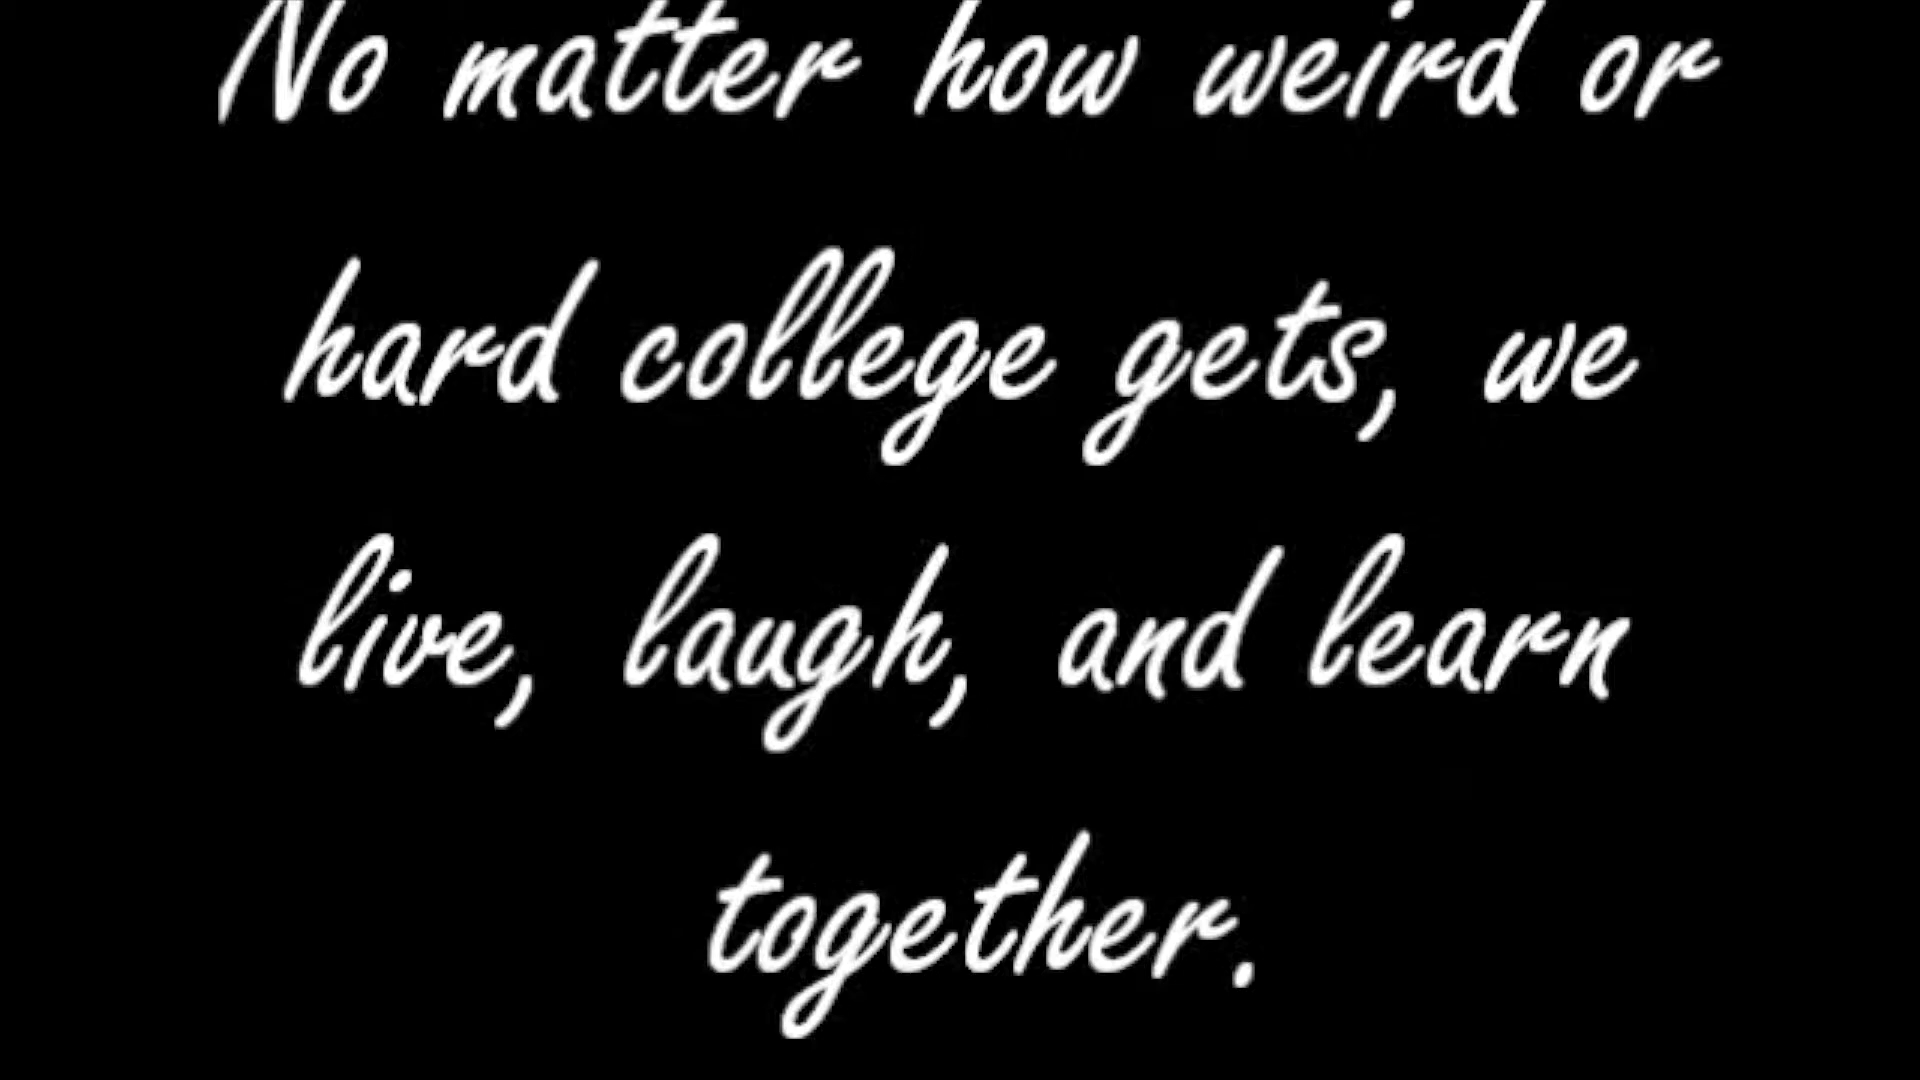 No matter how weird or
hard college gets, we
live, laugh, and learn
together.